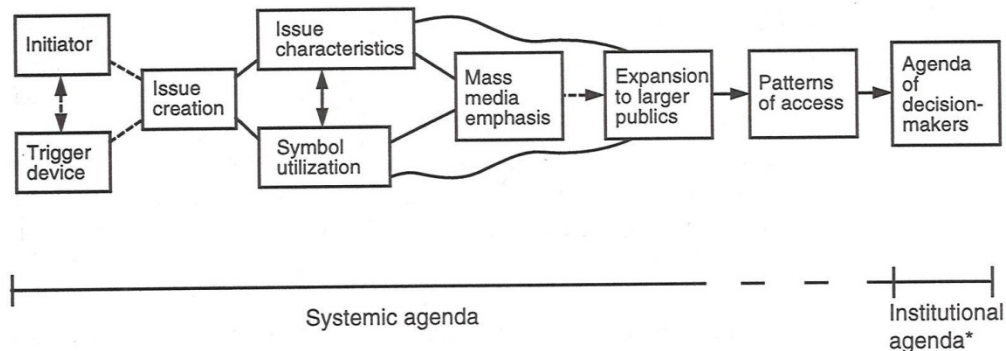 Initiator
Trigger
device
Issue
creation
Issue
characteristics
Symbol
utilization
Mass
media
emphasis
Expansion
to larger
publics
Patterns
of access
Agenda
of
decision-
makers
Systemic agenda
Institutional
agenda*